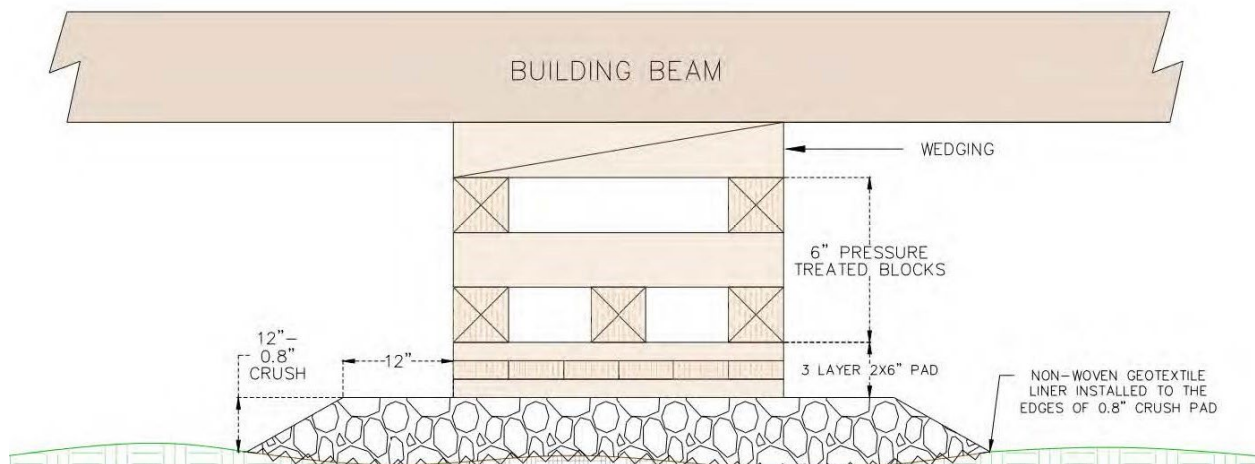 BUILDING BEAM
WEDGING
6” PRESSURE
TREATED BLOCKS
12”-
0.8”
CRUSH
12”
3 LAYER 2X6” PAD
NON-WOVEN GEOTEXTILE
LINER INSTALLED TO THE
EDGES OF 0.8” CRUSH PAD